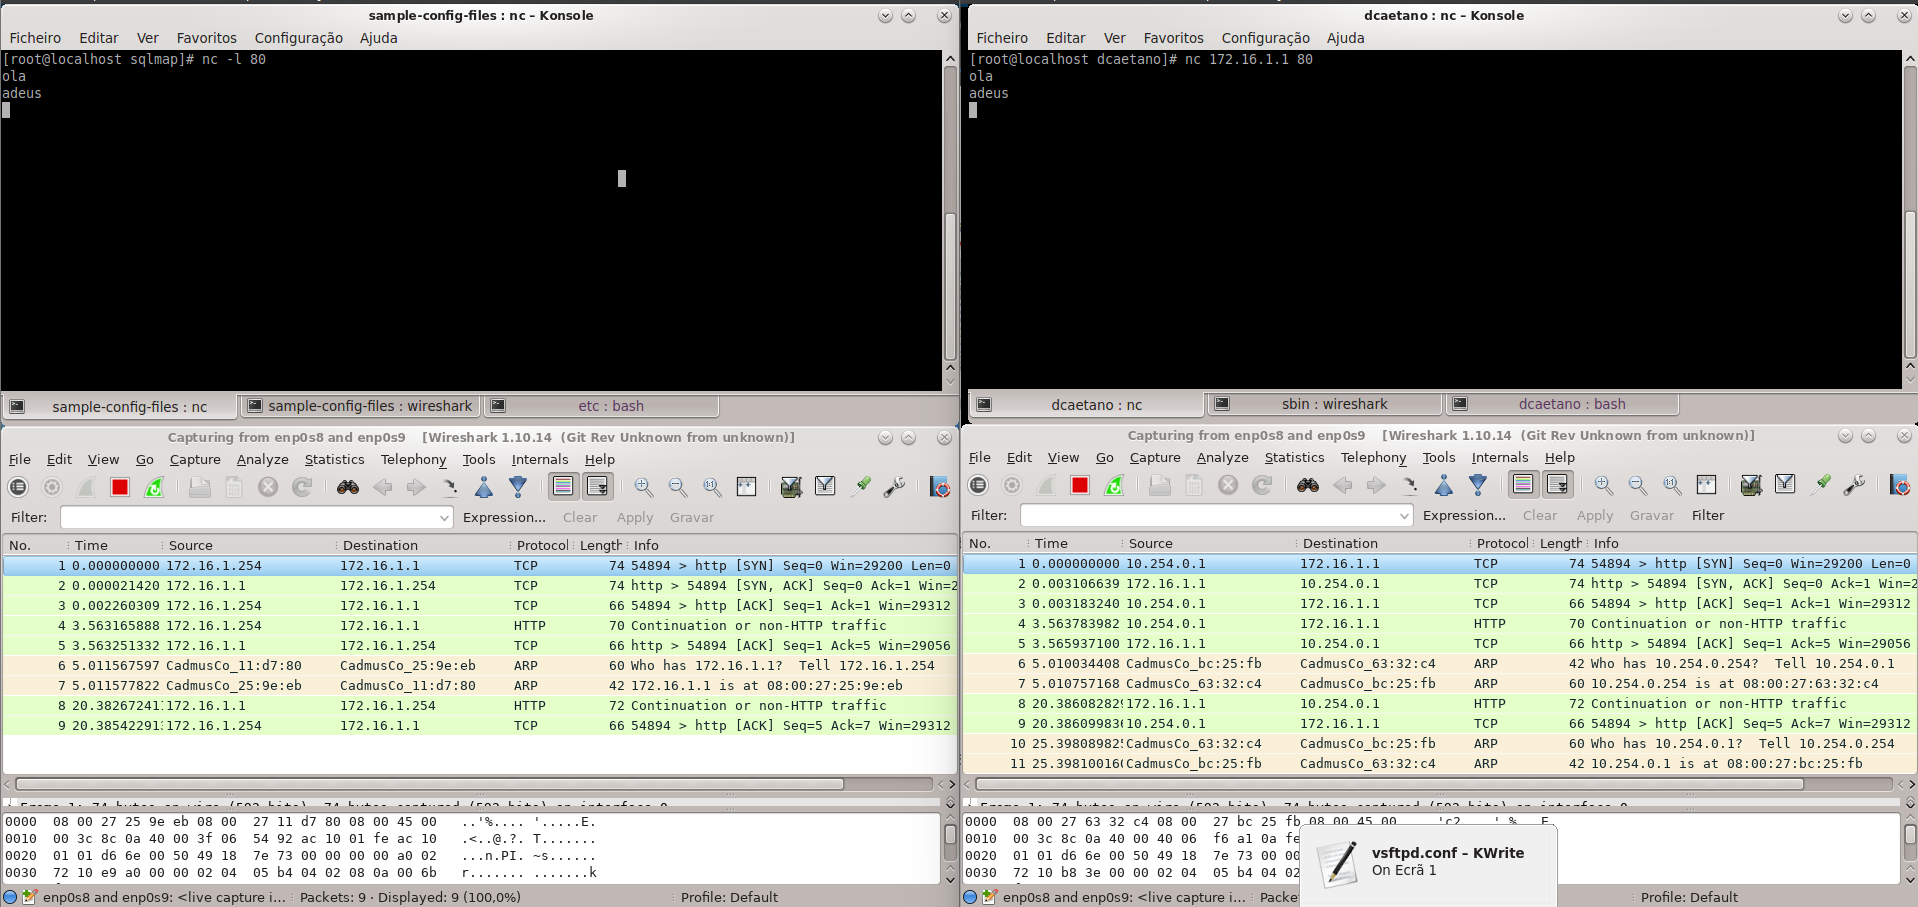 sample-config-files : nc – Konsole
Ficheiro Editar Ver Favoritos Configuração Ajuda
[root@localhost sqlmap]# nc -l 80
ola
adeus
sample-config-files : nc sample-config-files : wireshark etc : bash
dcaetano : nc – Konsole
Ficheiro Editar Ver Favoritos Configuração Ajuda
[root@localhost dcaetano]# nc 172.16.1.1 80
ola
adeus
dcaetano : nc sbin : wireshark dcaetano : bash
Capturing from enp0s8 and enp0s9 [Wireshark 1.10.14 (Git Rev Unknown from unknown)]
File Edit View Go Capture Analyze Statistics Telephony Tools Internals Help
Filter: Expression... Clear Apply Gravar
No. Time Source Destination Protocol Length Info
1 0.000000000 172.16.1.254 172.16.1.1 TCP 74 54894 > http [SYN] Seq=0 Win=29200 Len=0
2 0.000021420 172.16.1.1 172.16.1.254 TCP 74 http > 54894 [SYN, ACK] Seq=0 Ack=1 Win=2
3 0.002260309 172.16.1.254 172.16.1.1 TCP 66 54894 > http [ACK] Seq=1 Ack=1 Win=29312
4 3.563165888 172.16.1.254 172.16.1.1 HTTP 70 Continuation or non-HTTP traffic
5 3.563251332 172.16.1.1 172.16.1.254 TCP 66 http > 54894 [ACK] Seq=1 Ack=5 Win=29056
6 5.011567597 CadmusCo_11:d7:80 CadmusCo_25:9e:eb ARP 60 Who has 172.16.1.1? Tell 172.16.1.254
7 5.011577822 CadmusCo_25:9e:eb CadmusCo_11:d7:80 ARP 42 172.16.1.1 is at 08:00:27:25:9e:eb
8 20.38267241 172.16.1.1 172.16.1.254 HTTP 72 Continuation or non-HTTP traffic
9 20.38542291 172.16.1.254 172.16.1.1 TCP 66 54894 > http [ACK] Seq=5 Ack=7 Win=29312
Frame 1: 74 bytes on wire (592 bits), 74 bytes captured (592 bits) on interface 0
0000 08 00 27 25 9e eb 08 00 27 11 d7 80 08 00 45 00 ..'%.... '.....E.
0010 00 3c 8c 0a 40 00 3f 06 54 92 ac 10 01 fe ac 10 .<..@.?. T.......
0020 01 01 d6 6e 00 50 49 18 7e 73 00 00 00 00 a0 02 ...n.PI. ~s......
0030 72 10 e9 a0 00 00 02 04 05 b4 04 02 08 0a 00 6b r....... .......k
enp0s8 and enp0s9: <live capture i... Packets: 9 · Displayed: 9 (100,0%) Profile: Default
Capturing from enp0s8 and enp0s9 [Wireshark 1.10.14 (Git Rev Unknown from unknown)]
File Edit View Go Capture Analyze Statistics Telephony Tools Internals Help
Filter: Expression... Clear Apply Gravar Filter
No. Time Source Destination Protocol Length Info
1 0.000000000 10.254.0.1 172.16.1.1 TCP 74 54894 > http [SYN] Seq=0 Win=29200 Len=0
2 0.003106639 172.16.1.1 10.254.0.1 TCP 74 http > 54894 [SYN, ACK] Seq=0 Ack=1 Win=2
3 0.003183240 10.254.0.1 172.16.1.1 TCP 66 54894 > http [ACK] Seq=1 Ack=1 Win=29312
4 3.563783982 10.254.0.1 172.16.1.1 HTTP 70 Continuation or non-HTTP traffic
5 3.565937100 172.16.1.1 10.254.0.1 TCP 66 http > 54894 [ACK] Seq=1 Ack=5 Win=29056
6 5.010034408 CadmusCo_bc:25:fb CadmusCo_63:32:c4 ARP 42 Who has 10.254.0.254? Tell 10.254.0.1
7 5.010757168 CadmusCo_63:32:c4 CadmusCo_bc:25:fb ARP 60 10.254.0.254 is at 08:00:27:63:32:c4
8 20.38608282 172.16.1.1 10.254.0.1 HTTP 72 Continuation or non-HTTP traffic
9 20.38609983 10.254.0.1 172.16.1.1 TCP 66 54894 > http [ACK] Seq=5 Ack=7 Win=29312
10 25.39808982 CadmusCo_63:32:c4 CadmusCo_bc:25:fb ARP 60 Who has 10.254.0.1? Tell 10.254.0.254
11 25.39810016 CadmusCo_bc:25:fb CadmusCo_63:32:c4 ARP 42 10.254.0.1 is at 08:00:27:bc:25:fb
Frame 1: 74 bytes on wire (592 bits), 74 bytes captured (592 bits) on interface 0
0000 08 00 27 63 32 c4 08 00 27 bc 25 fb 08 00 45 00
0010 00 3c 8c 0a 40 00 40 06 f6 a1 0a fe
0020 01 01 d6 6e 00 50 49 18 7e 73 00 00
0030 72 10 b8 3e 00 00 02 04 05 b4 04 02
enp0s8 and enp0s9: <live capture i... Packe Profile: Default
vsftpd.conf – KWrite
On Ecrã 1